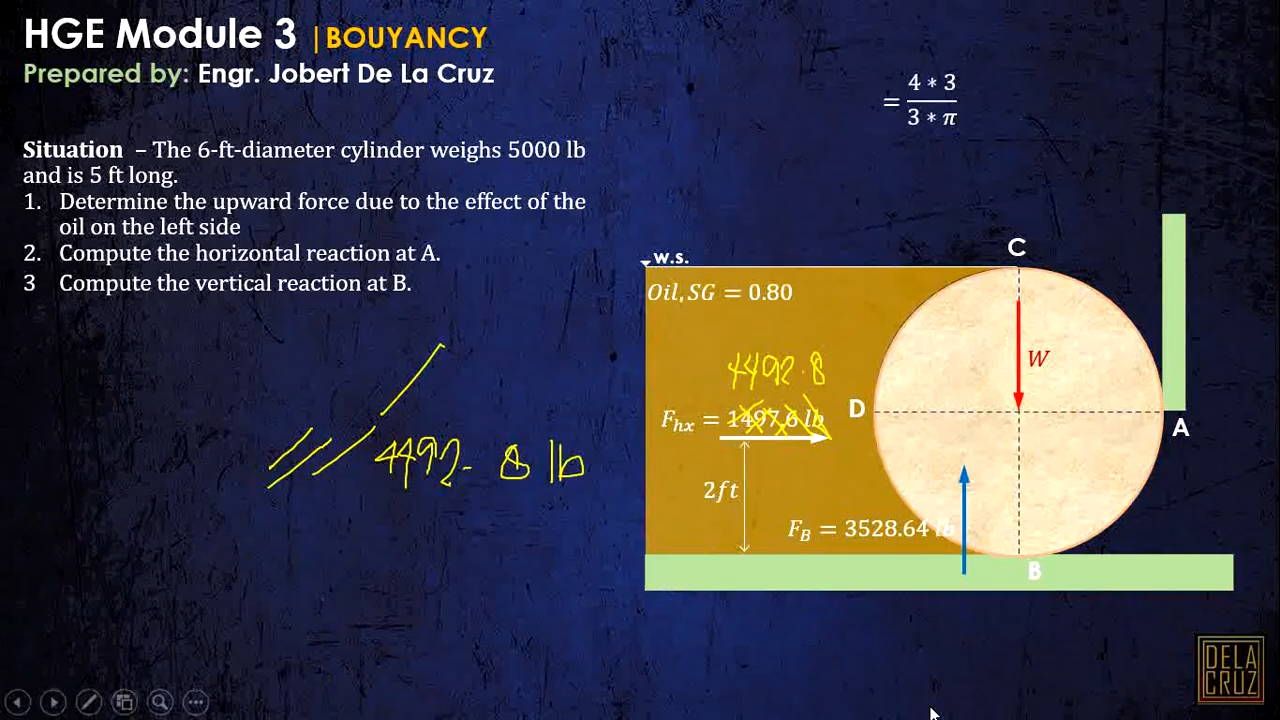 HGE Module 3 |BOUYANCY
Prepared by: Engr. Jobert De La Cruz
= 4 * 3 / 3 * π
Situation – The 6-ft-diameter cylinder weighs 5000 lb
and is 5 ft long.
1. Determine the upward force due to the effect of the
oil on the left side
2. Compute the horizontal reaction at A.
3 Compute the vertical reaction at B.
C
w.s.
Oil, SG = 0.80
W
4492.8
D
Fhx = 1497.6 lb
A
4492.8 lb
2ft
FB = 3528.64 lb
B
DELA
CRUZ